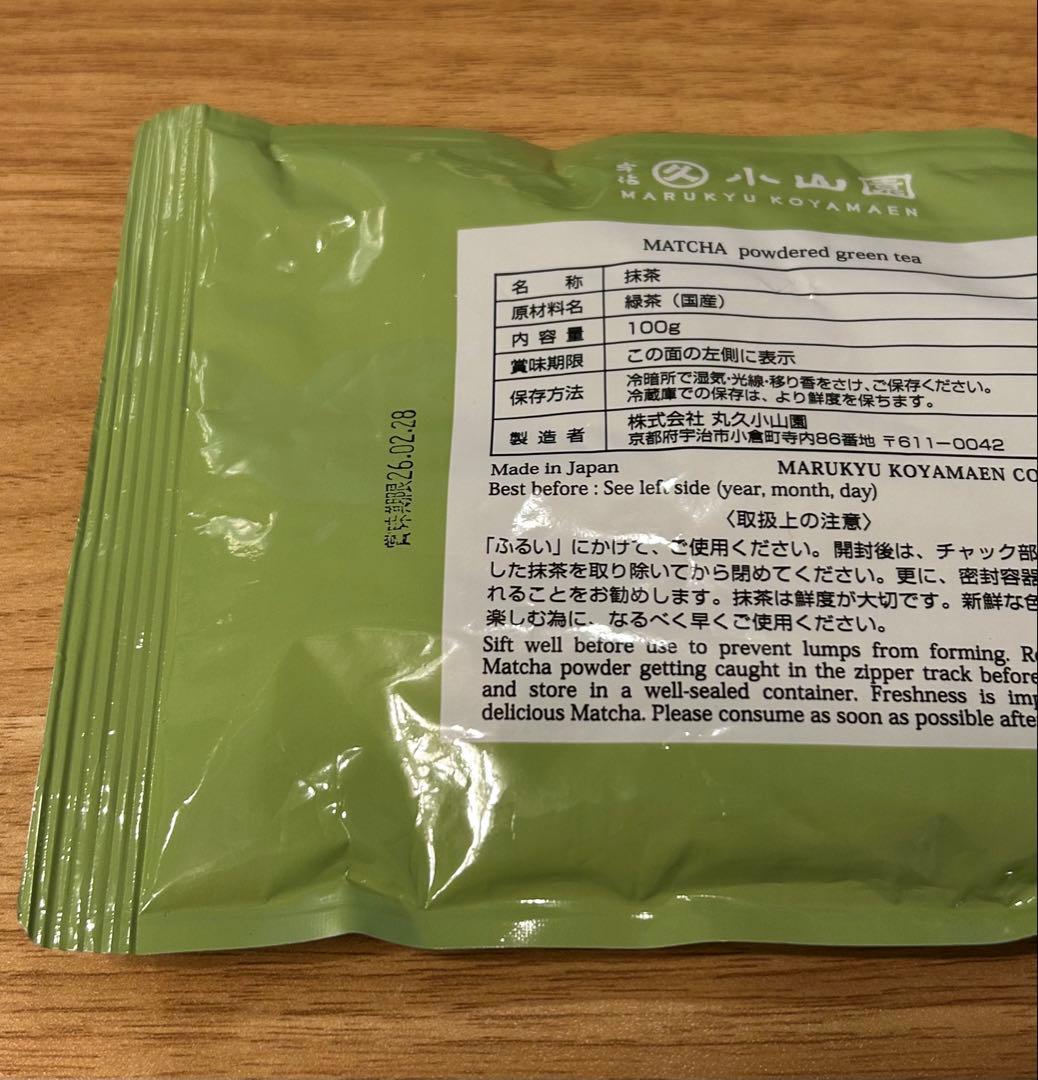 宇治 久 小山園
MARUKYU KOYAMAEN
MATCHA powdered green tea
名 称 抹茶
原材料名 緑茶（国産）
内容量 100g
賞味期限 この面の左側に表示
保存方法 冷暗所で湿気・光線・移り香をさけ、ご保存ください。
冷蔵庫での保存は、より鮮度を保ちます。
製造者 株式会社 丸久小山園
京都府宇治市小倉町寺内86番地 〒611-0042
Made in Japan MARUKYU KOYAMAEN CO
Best before : See left side (year, month, day)
〈取扱上の注意〉
「ふるい」にかけて、ご使用ください。開封後は、チャック部
した抹茶を取り除いてから閉めてください。更に、密封容器
れることをお勧めします。抹茶は鮮度が大切です。新鮮な色
楽しむ為に、なるべく早くご使用ください。
Sift well before use to prevent lumps from forming. Re
Matcha powder getting caught in the zipper track before
and store in a well-sealed container. Freshness is imp
delicious Matcha. Please consume as soon as possible afte
賞味期限26.02.28